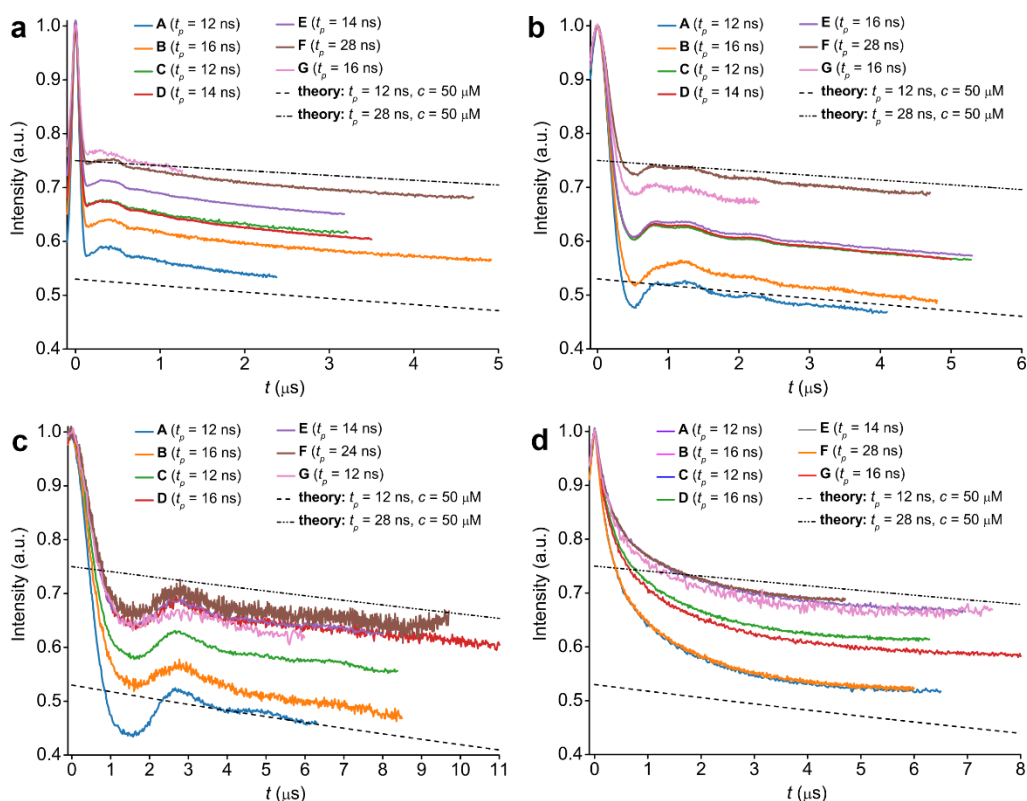 a
A (tp = 12 ns)
B (tp = 16 ns)
C (tp = 12 ns)
D (tp = 14 ns)
E (tp = 14 ns)
F (tp = 28 ns)
G (tp = 16 ns)
theory: tp = 12 ns, c = 50 μM
theory: tp = 28 ns, c = 50 μM
Intensity (a.u.)
1.0
0.9
0.8
0.7
0.6
0.5
0.4
0 1 2 3 4 5
t (μs)
b
A (tp = 12 ns)
B (tp = 16 ns)
C (tp = 12 ns)
D (tp = 14 ns)
E (tp = 16 ns)
F (tp = 28 ns)
G (tp = 16 ns)
theory: tp = 12 ns, c = 50 μM
theory: tp = 28 ns, c = 50 μM
Intensity (a.u.)
1.0
0.9
0.8
0.7
0.6
0.5
0.4
0 1 2 3 4 5 6
t (μs)
c
A (tp = 12 ns)
B (tp = 16 ns)
C (tp = 12 ns)
D (tp = 16 ns)
E (tp = 14 ns)
F (tp = 24 ns)
G (tp = 12 ns)
theory: tp = 12 ns, c = 50 μM
theory: tp = 28 ns, c = 50 μM
Intensity (a.u.)
1.0
0.9
0.8
0.7
0.6
0.5
0.4
0 1 2 3 4 5 6 7 8 9 10 11
t (μs)
d
A (tp = 12 ns)
B (tp = 16 ns)
C (tp = 12 ns)
D (tp = 16 ns)
E (tp = 14 ns)
F (tp = 28 ns)
G (tp = 16 ns)
theory: tp = 12 ns, c = 50 μM
theory: tp = 28 ns, c = 50 μM
Intensity (a.u.)
1.0
0.9
0.8
0.7
0.6
0.5
0.4
0 1 2 3 4 5 6 7 8
t (μs)